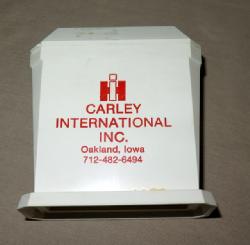 CARLEY
INTERNATIONAL
INC.
Oakland, Iowa
712-482-6494